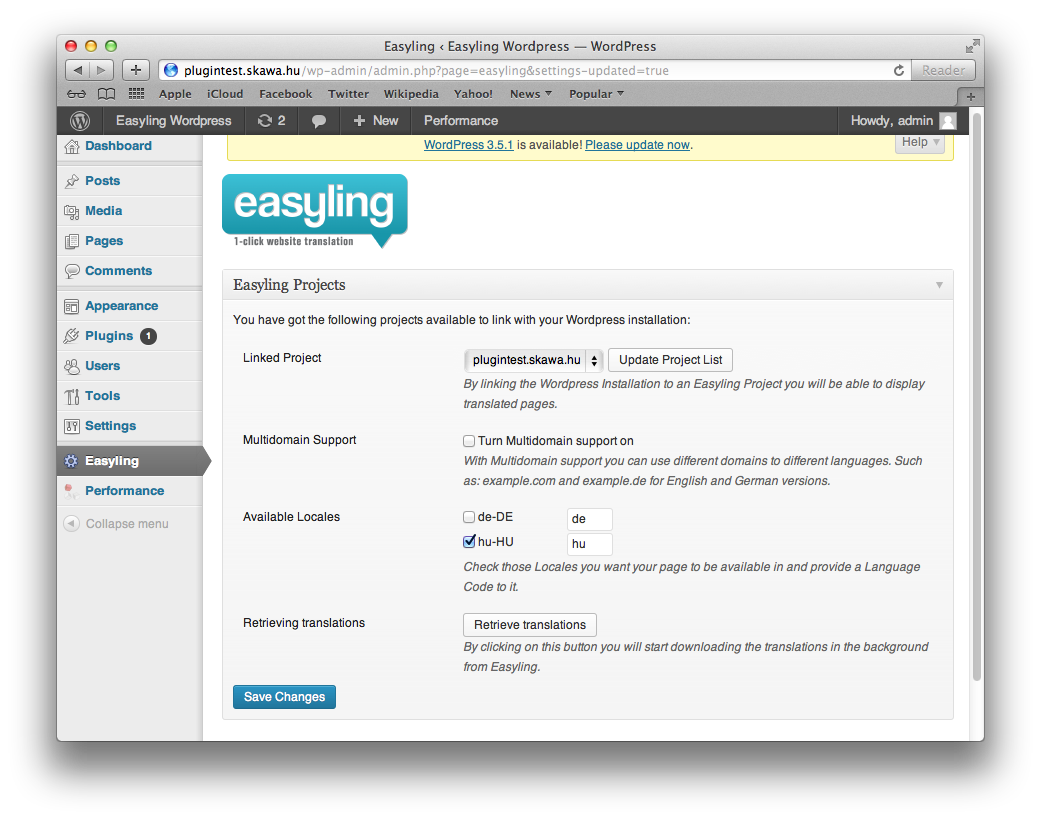 Easyling ‹ Easyling Wordpress — WordPress
plugintest.skawa.hu/wp-admin/admin.php?page=easyling&settings-updated=true
Reader
Apple iCloud Facebook Twitter Wikipedia Yahoo! News ▼ Popular ▼
Easyling Wordpress 2 + New Performance Howdy, admin
WordPress 3.5.1 is available! Please update now.
Help ▼
Dashboard
Posts
Media
Pages
Comments
Appearance
Plugins 1
Users
Tools
Settings
Easyling
Performance
Collapse menu
easyling
1-click website translation
Easyling Projects
You have got the following projects available to link with your Wordpress installation:
Linked Project
plugintest.skawa.hu Update Project List
By linking the Wordpress Installation to an Easyling Project you will be able to display
translated pages.
Multidomain Support
Turn Multidomain support on
With Multidomain support you can use different domains to different languages. Such
as: example.com and example.de for English and German versions.
Available Locales
de-DE de
hu-HU hu
Check those Locales you want your page to be available in and provide a Language
Code to it.
Retrieving translations
Retrieve translations
By clicking on this button you will start downloading the translations in the background
from Easyling.
Save Changes